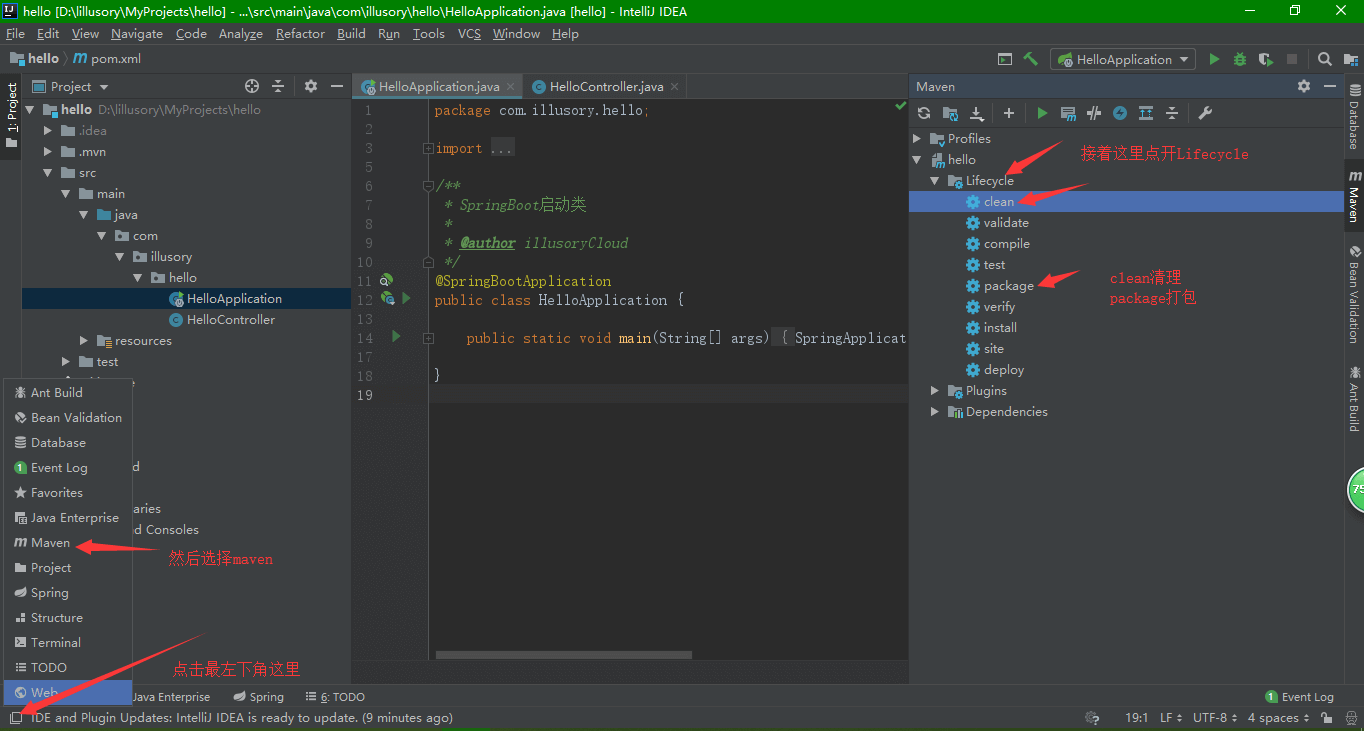 hello [D:\lillusory\MyProjects\hello] - ...\src\main\java\com\illusory\hello\HelloApplication.java [hello] - IntelliJ IDEA
File Edit View Navigate Code Analyze Refactor Build Run Tools VCS Window Help
hello pom.xml
HelloApplication
1: Project
Project
hello D:\lillusory\MyProjects\hello
.idea
.mvn
src
main
java
com
illusory
hello
HelloApplication
HelloController
resources
test
Ant Build
Bean Validation
Database
1 Event Log
Favorites
Java Enterprise
Maven
Project
Spring
Structure
Terminal
TODO
Web
d
aries
d Consoles
然后选择maven
点击最左下角这里
HelloApplication.java HelloController.java
1 package com.illusory.hello;
2
3 import ...
5
6 /**
7 * SpringBoot启动类
8 *
9 * @author illusoryCloud
10 */
11 @SpringBootApplication
12 public class HelloApplication {
13
14 public static void main(String[] args) { SpringApplicat
17
18 }
19
Maven
Profiles
hello
Lifecycle
clean
validate
compile
test
package
verify
install
site
deploy
Plugins
Dependencies
接着这里点开Lifecycle
clean清理
package打包
Database
Maven
Bean Validation
Ant Build
75
Java Enterprise Spring 6: TODO
1 Event Log
IDE and Plugin Updates: IntelliJ IDEA is ready to update. (9 minutes ago)
19:1 LF UTF-8 4 spaces